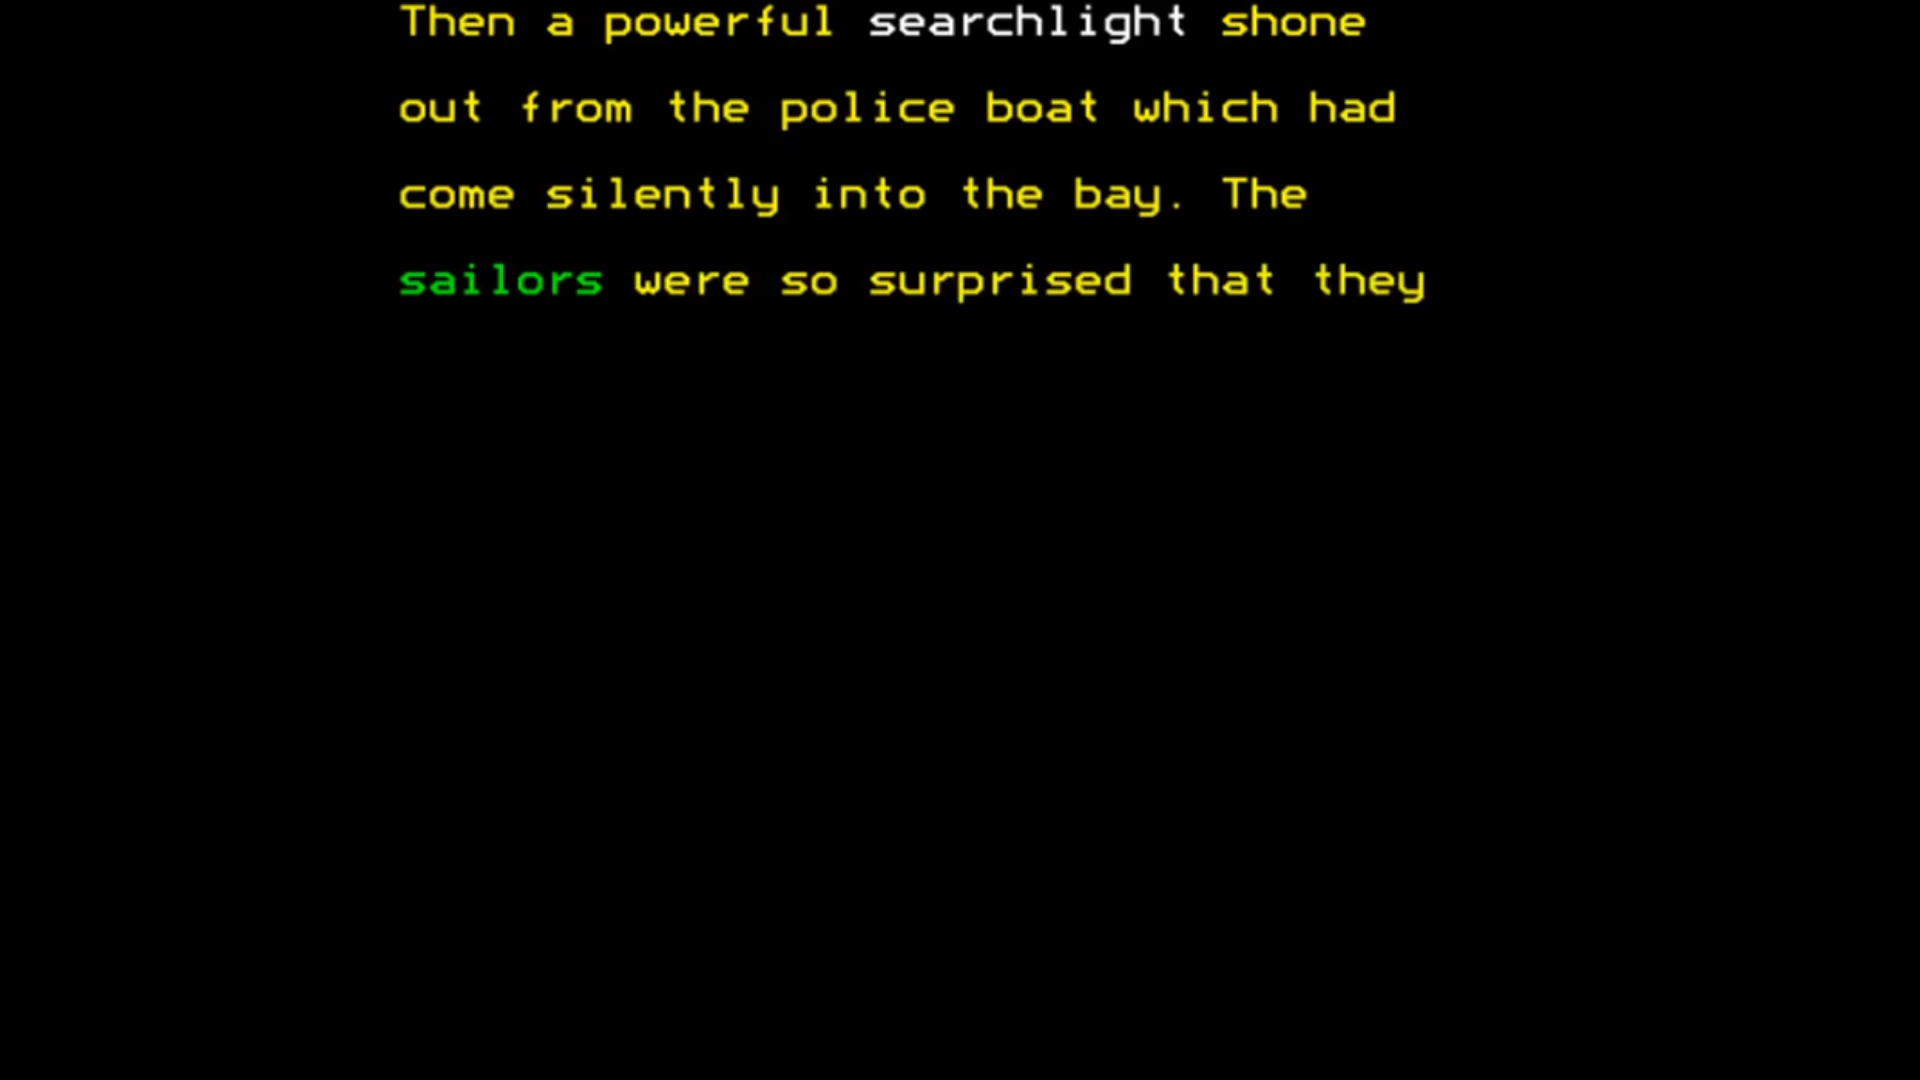 Then a powerful searchlight shone
out from the police boat which had
come silently into the bay. The
sailors were so surprised that they